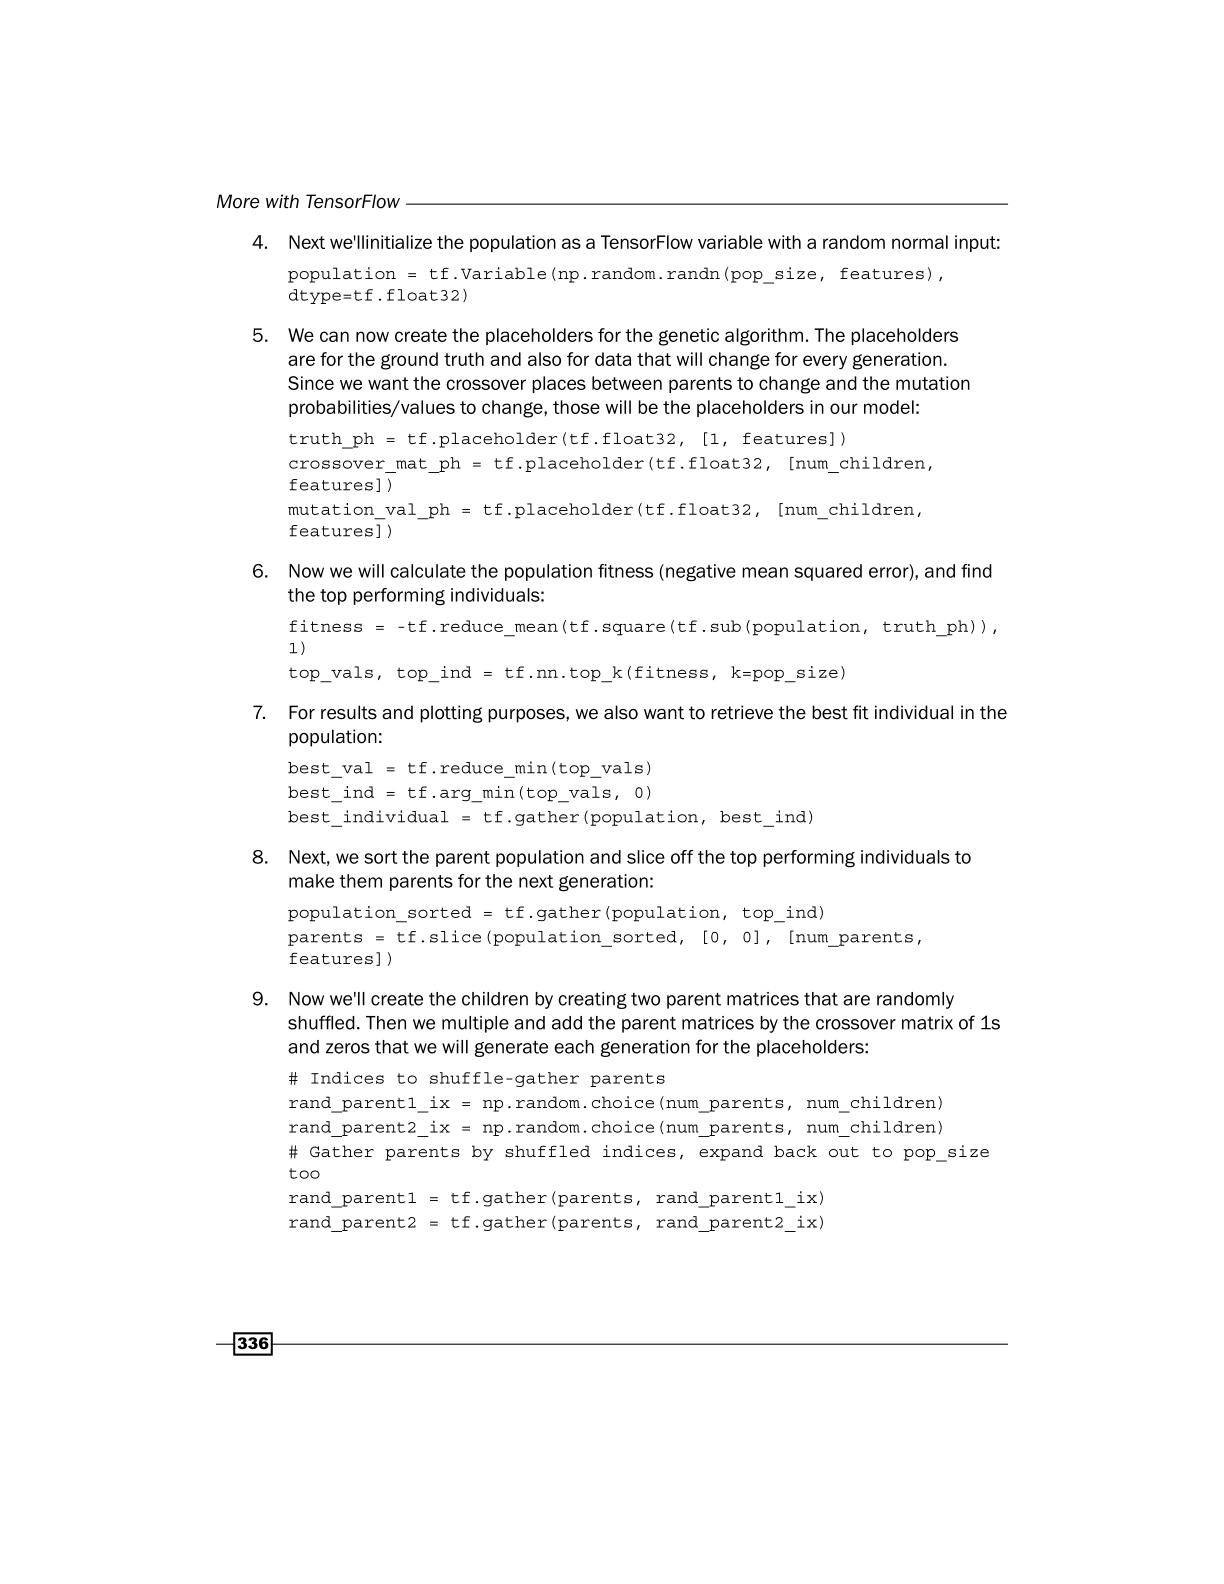 More with TensorFlow
4. Next we'llinitialize the population as a TensorFlow variable with a random normal input:
population = tf.Variable(np.random.randn(pop_size, features),
dtype=tf.float32)
5. We can now create the placeholders for the genetic algorithm. The placeholders
are for the ground truth and also for data that will change for every generation.
Since we want the crossover places between parents to change and the mutation
probabilities/values to change, those will be the placeholders in our model:
truth_ph = tf.placeholder(tf.float32, [1, features])
crossover_mat_ph = tf.placeholder(tf.float32, [num_children,
features])
mutation_val_ph = tf.placeholder(tf.float32, [num_children,
features])
6. Now we will calculate the population fitness (negative mean squared error), and find
the top performing individuals:
fitness = -tf.reduce_mean(tf.square(tf.sub(population, truth_ph)),
1)
top_vals, top_ind = tf.nn.top_k(fitness, k=pop_size)
7. For results and plotting purposes, we also want to retrieve the best fit individual in the
population:
best_val = tf.reduce_min(top_vals)
best_ind = tf.arg_min(top_vals, 0)
best_individual = tf.gather(population, best_ind)
8. Next, we sort the parent population and slice off the top performing individuals to
make them parents for the next generation:
population_sorted = tf.gather(population, top_ind)
parents = tf.slice(population_sorted, [0, 0], [num_parents,
features])
9. Now we'll create the children by creating two parent matrices that are randomly
shuffled. Then we multiple and add the parent matrices by the crossover matrix of 1s
and zeros that we will generate each generation for the placeholders:
# Indices to shuffle-gather parents
rand_parent1_ix = np.random.choice(num_parents, num_children)
rand_parent2_ix = np.random.choice(num_parents, num_children)
# Gather parents by shuffled indices, expand back out to pop_size
too
rand_parent1 = tf.gather(parents, rand_parent1_ix)
rand_parent2 = tf.gather(parents, rand_parent2_ix)
336